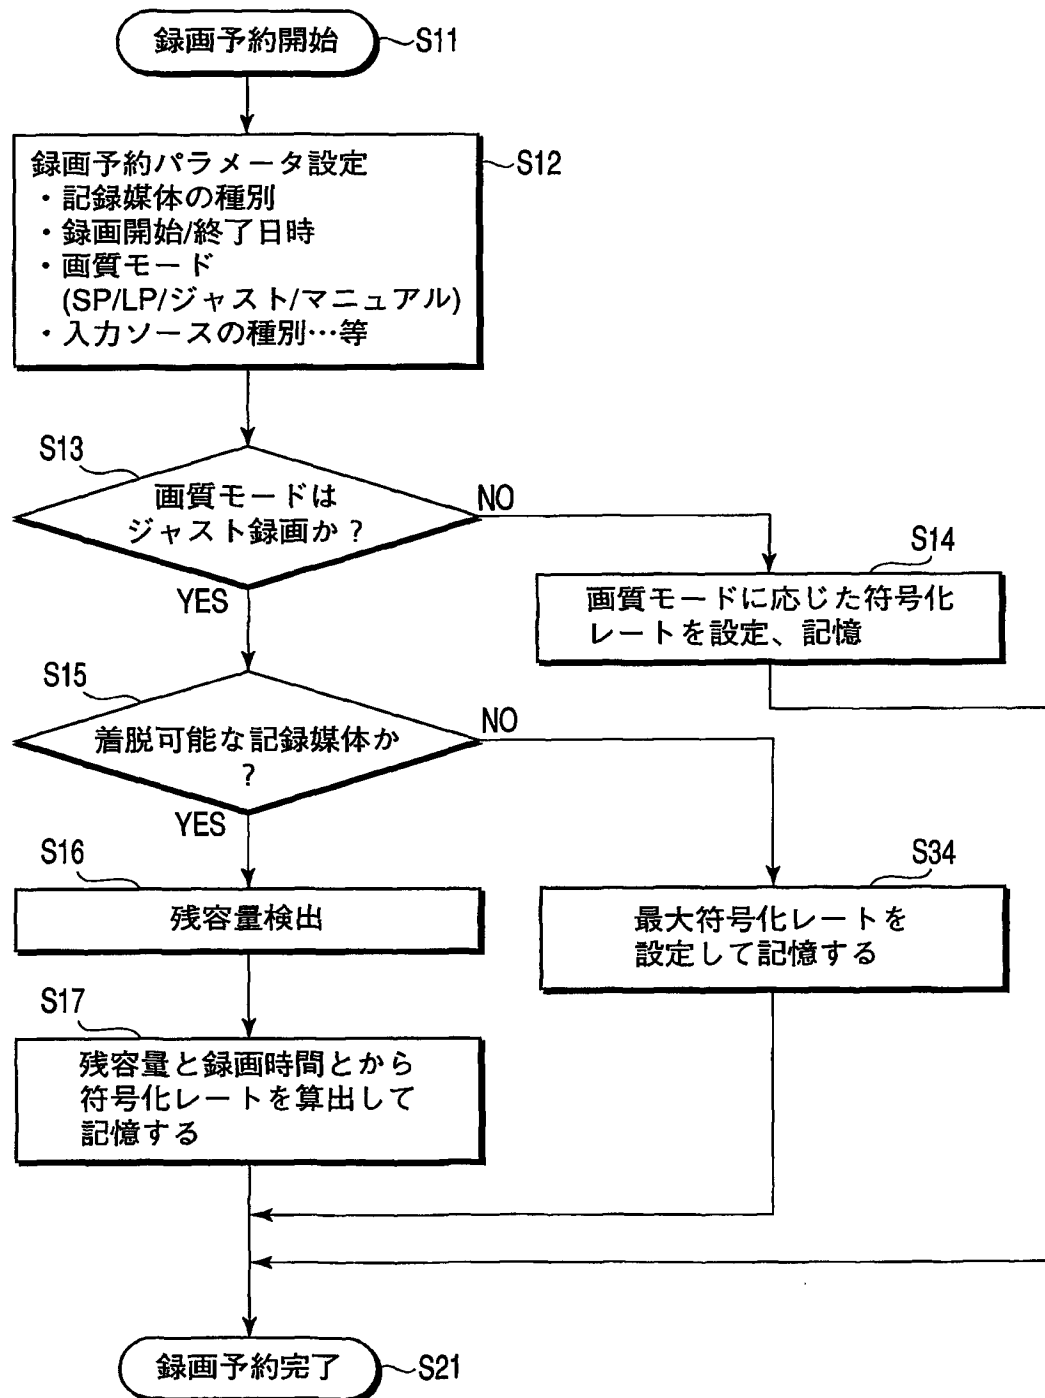 録画予約開始
S11
録画予約パラメータ設定
・記録媒体の種別
・録画開始/終了日時
・画質モード
(SP/LP/ジャスト/マニュアル)
・入力ソースの種別…等
S12
S13
画質モードは
ジャスト録画か?
NO
YES
S14
画質モードに応じた符号化
レートを設定、記憶
S15
着脱可能な記録媒体か
?
NO
YES
S16
残容量検出
S34
最大符号化レートを
設定して記憶する
S17
残容量と録画時間とから
符号化レートを算出して
記憶する
録画予約完了
S21